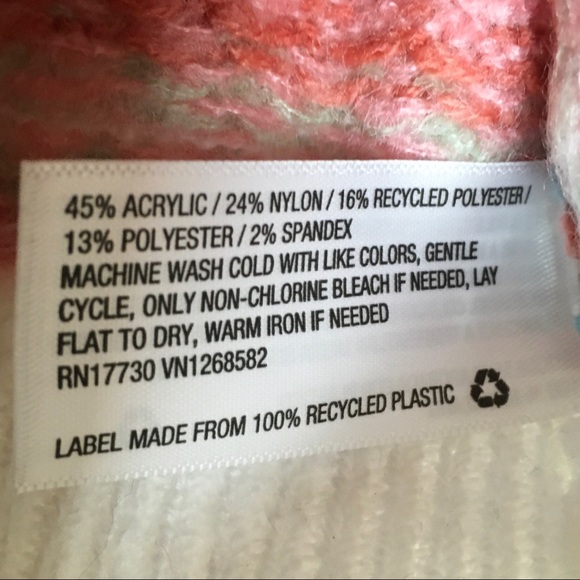 45% ACRYLIC / 24% NYLON / 16% RECYCLED POLYESTER /
13% POLYESTER / 2% SPANDEX
MACHINE WASH COLD WITH LIKE COLORS, GENTLE
CYCLE, ONLY NON-CHLORINE BLEACH IF NEEDED, LAY
FLAT TO DRY, WARM IRON IF NEEDED
RN17730 VN1268582
LABEL MADE FROM 100% RECYCLED PLASTIC